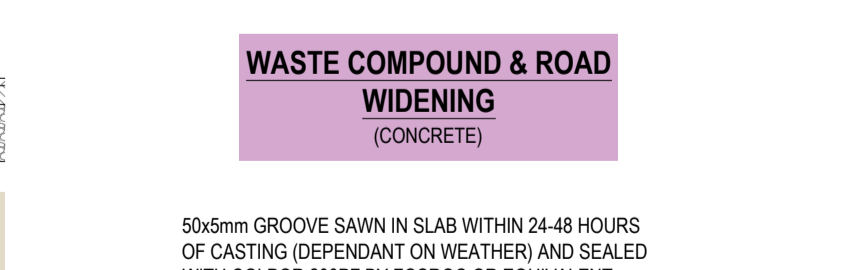 WASTE COMPOUND & ROAD
WIDENING
(CONCRETE)
50x5mm GROOVE SAWN IN SLAB WITHIN 24-48 HOURS
OF CASTING (DEPENDANT ON WEATHER) AND SEALED